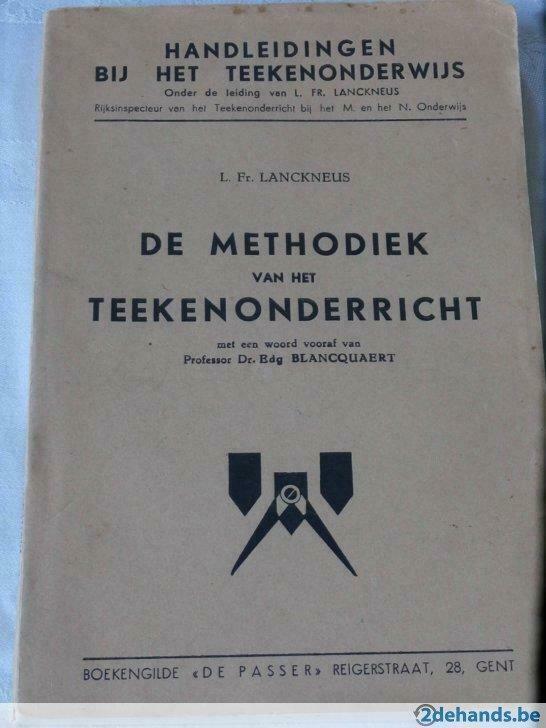 HANDLEIDINGEN
BIJ HET TEEKENONDERWIJS
Onder de leiding van L. FR. LANCKNEUS
Rijksinspecteur van het Teekenonderricht bij het M. en het N. Onderwijs
L. Fr. LANCKNEUS
DE METHODIEK
VAN HET
TEEKENONDERRICHT
met een woord vooraf van
Professor Dr. Edg BLANCQUAERT
BOEKENGILDE «DE PASSER» REIGERSTRAAT, 28, GENT
2dehands.be